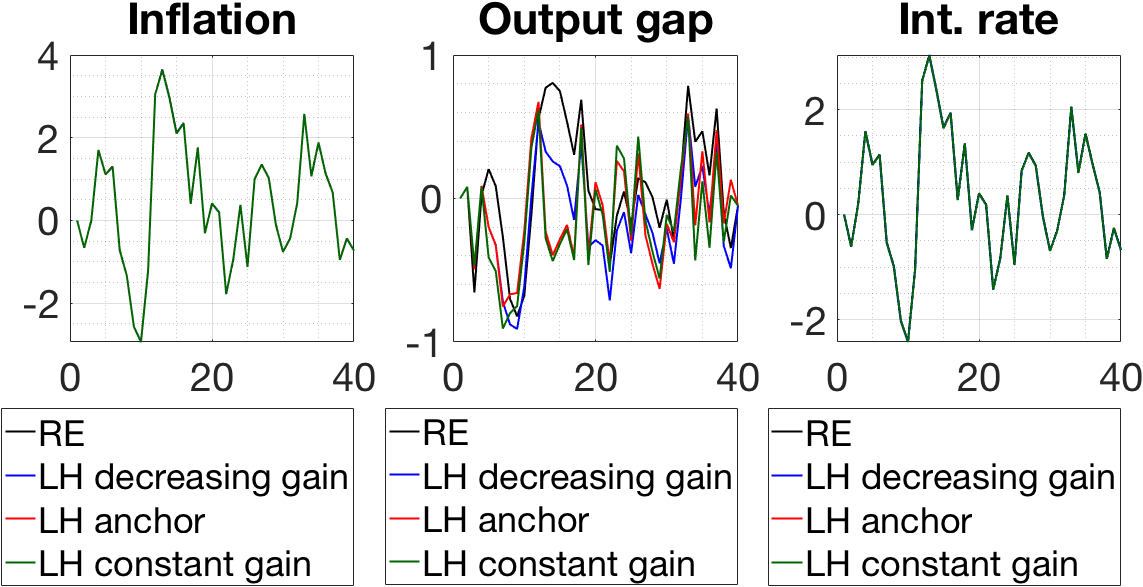 Inflation
4
2
0
-2
0
20
40
RE
LH decreasing gain
LH anchor
LH constant gain
Output gap
1
0
-1
0
20
40
RE
LH decreasing gain
LH anchor
LH constant gain
Int. rate
2
0
-2
0
20
40
RE
LH decreasing gain
LH anchor
LH constant gain